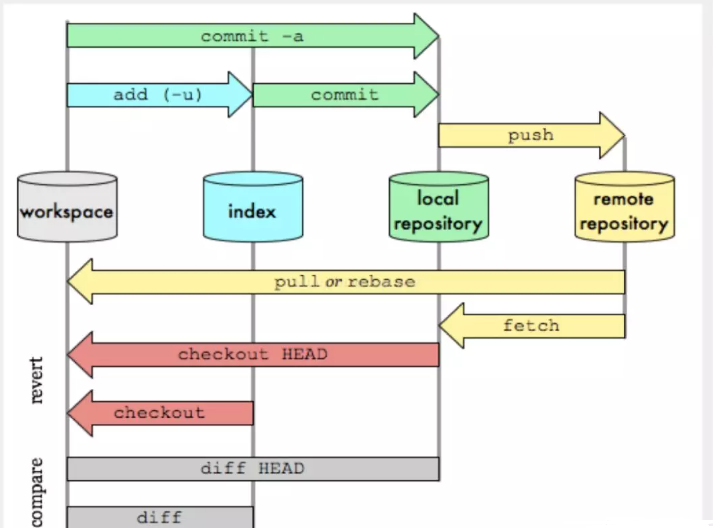 commit -a
add (-u)
commit
push
workspace
index
local
repository
remote
repository
pull or rebase
fetch
revert
checkout HEAD
checkout
compare
diff HEAD
diff